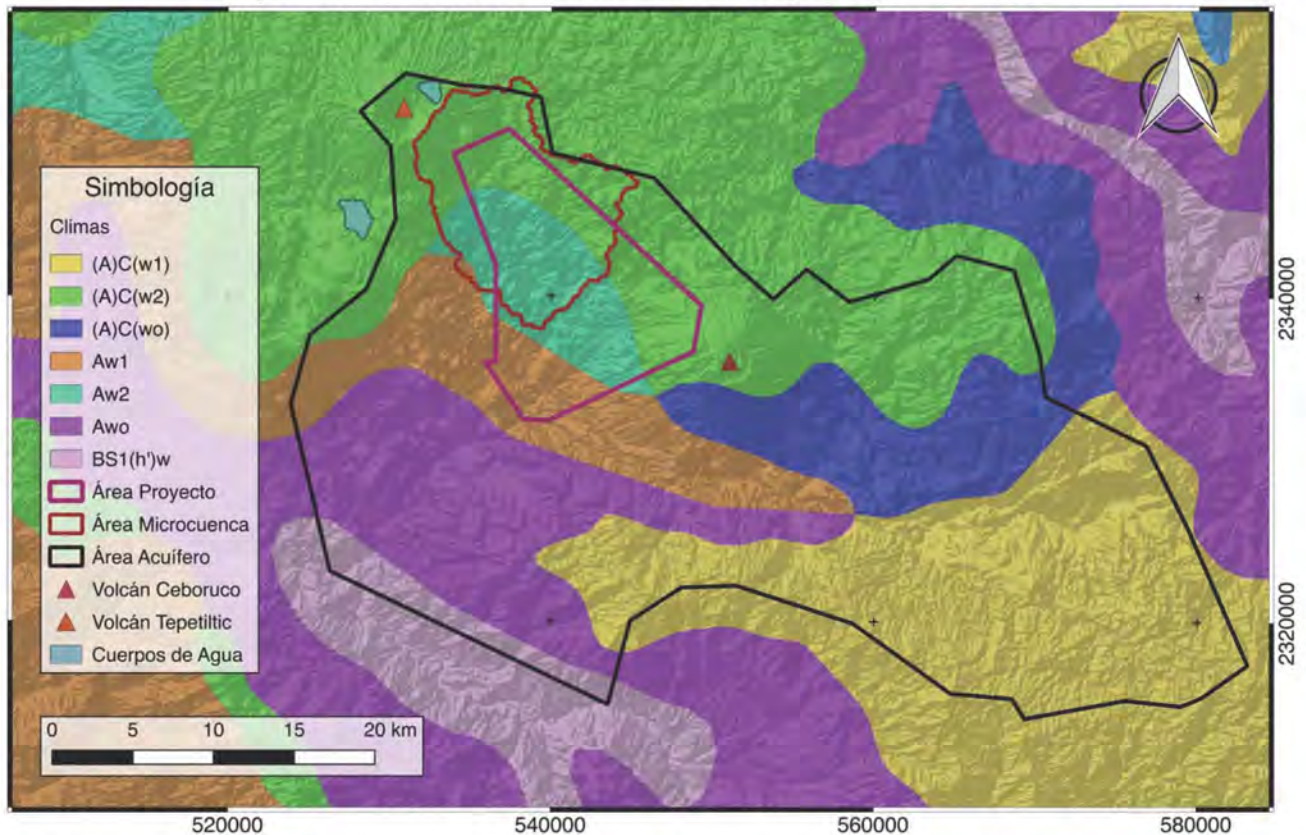 Simbología
Clímas
(A)C(w1)
(A)C(w2)
(A)C(wo)
Aw1
Aw2
Awo
BS1(h')w
Área Proyecto
Área Microcuenca
Área Acuífero
Volcán Ceboruco
Volcán Tepetiltic
Cuerpos de Agua
0 5 10 15 20 km
520000 540000 560000 580000
2340000
2320000